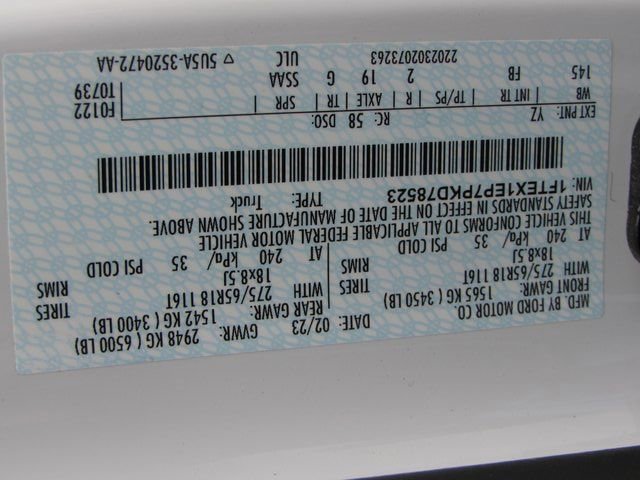 MFD. BY FORD MOTOR CO.
DATE: 02/23 GVWR: 2948 KG ( 6500 LB)
FRONT GAWR: 1565 KG ( 3450 LB) REAR GAWR: 1542 KG ( 3400 LB)
WITH 275/65R18 116T TIRES WITH 275/65R18 116T TIRES
18x8.5J RIMS 18x8.5J RIMS
AT 240 kPa/ 35 PSI COLD AT 240 kPa/ 35 PSI COLD
THIS VEHICLE CONFORMS TO ALL APPLICABLE FEDERAL MOTOR VEHICLE
SAFETY STANDARDS IN EFFECT ON THE DATE OF MANUFACTURE SHOWN ABOVE.
VIN: 1FTEX1EP7PKD78523 TYPE: Truck
EXT PNT: YZ RC: 58 DSO: F0122
WB INT TR TP/PS R AXLE TR SPR T0739
145 FB 2 19 G SSAA
2202302073263 ULC ▽ 5U5A-3520472-AA